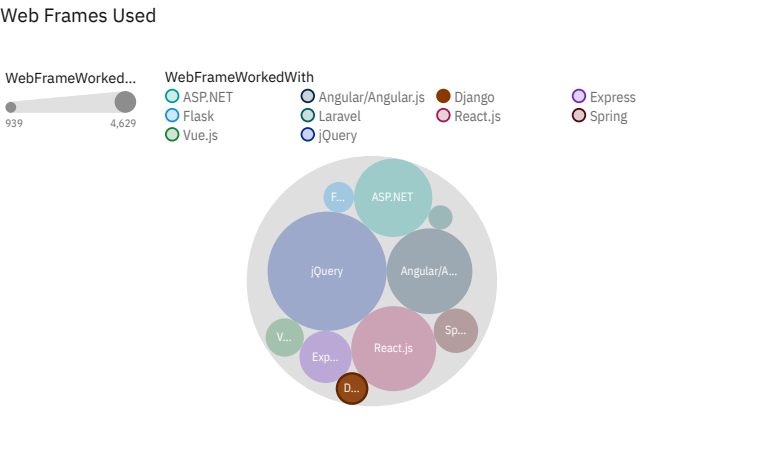 Web Frames Used
WebFrameWorked...
939 4,629
WebFrameWorkedWith
ASP.NET Angular/Angular.js Django Express
Flask Laravel React.js Spring
Vue.js jQuery
F... ASP.NET
jQuery Angular/A...
V... Exp... React.js Sp...
D...